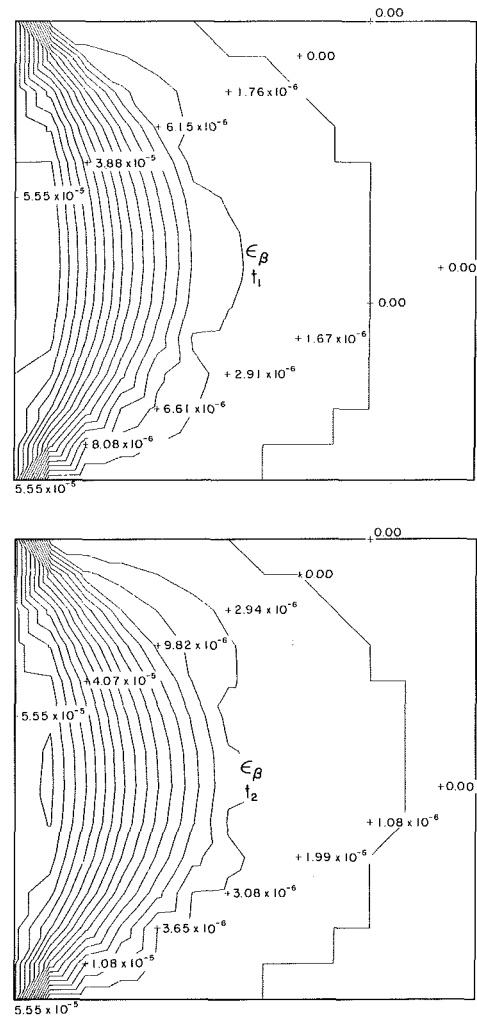 0.00
+0.00
+1.76 x 10⁻⁶
+6.15 x 10⁻⁶
+3.88 x 10⁻⁵
5.55 x 10⁻⁵
ϵβ
t₁
+0.00
0.00
+1.67 x 10⁻⁶
+2.91 x 10⁻⁶
+6.61 x 10⁻⁶
+8.08 x 10⁻⁶
5.55 x 10⁻⁵
0.00
+0.00
+2.94 x 10⁻⁶
+9.82 x 10⁻⁶
+4.07 x 10⁻⁵
5.55 x 10⁻⁵
ϵβ
t₂
+0.00
+1.08 x 10⁻⁶
+1.99 x 10⁻⁵
+3.08 x 10⁻⁶
+3.65 x 10⁻⁶
+1.08 x 10⁻⁵
5.55 x 10⁻⁵